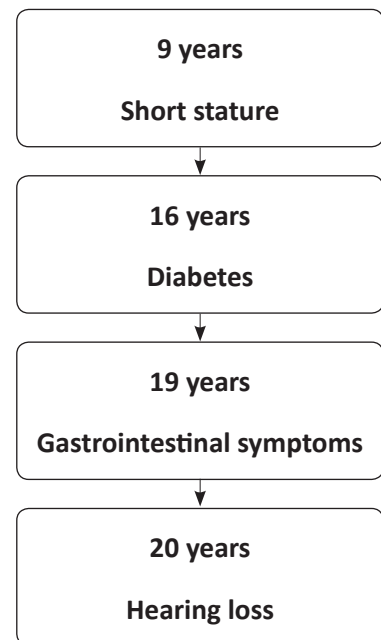 9 years
Short stature
16 years
Diabetes
19 years
Gastrointestinal symptoms
20 years
Hearing loss